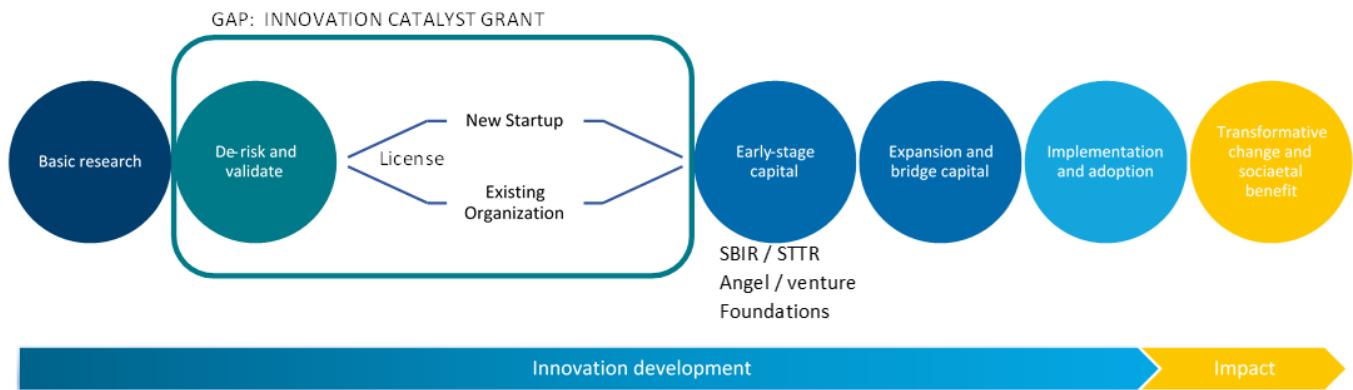 GAP: INNOVATION CATALYST GRANT
Basic research
De-risk and
validate
License
New Startup
Existing
Organization
Early-stage
capital
Expansion and
bridge capital
Implementation
and adoption
Transformative
change and
sociaetal
benefit
SBIR / STTR
Angel / venture
Foundations
Innovation development
Impact